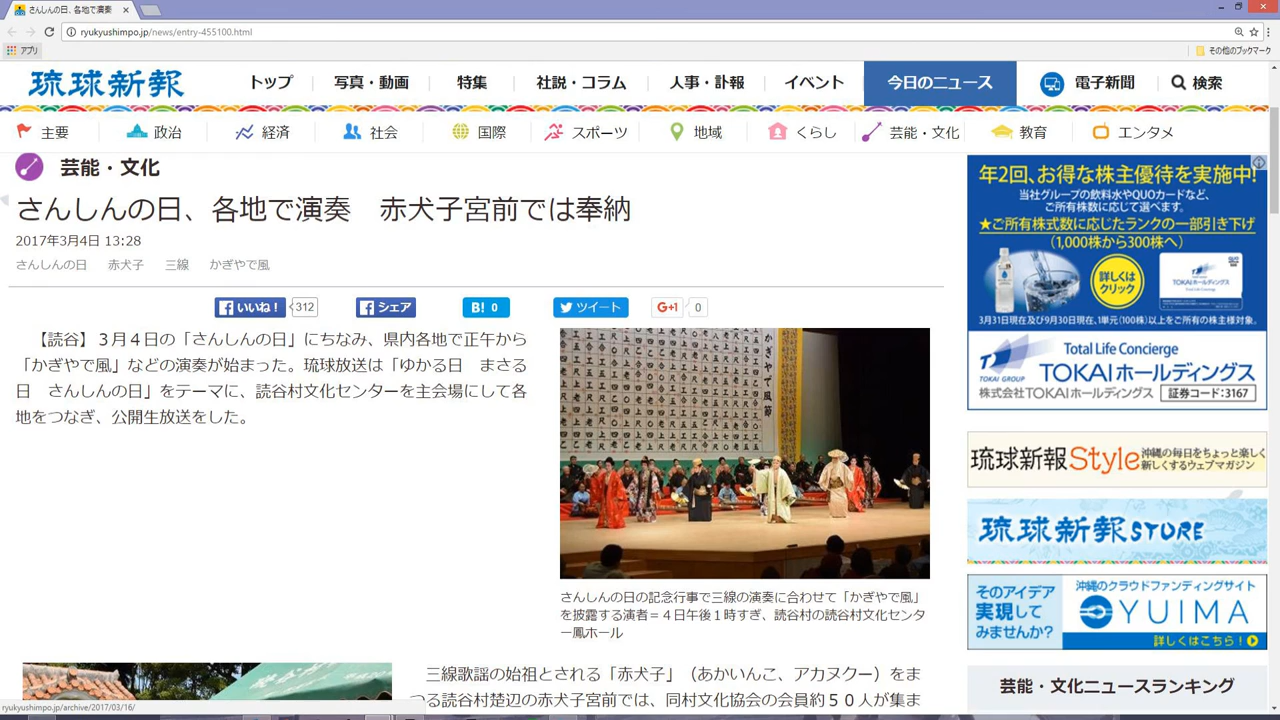 さんしんの日、各地で演奏
ryukyushimpo.jp/news/entry-455100.html
アプリ
その他のブックマーク
琉球新報
トップ
写真・動画
特集
社説・コラム
人事・訃報
イベント
今日のニュース
電子新聞
検索
主要
政治
経済
社会
国際
スポーツ
地域
くらし
芸能・文化
教育
エンタメ
芸能・文化
さんしんの日、各地で演奏　赤犬子宮前では奉納
2017年3月4日 13:28
さんしんの日
赤犬子
三線
かぎやで風
いいね！
312
シェア
B! 0
ツイート
G+1
0
【読谷】３月４日の「さんしんの日」にちなみ、県内各地で正午から
「かぎやで風」などの演奏が始まった。琉球放送は「ゆかる日　まさる
日　さんしんの日」をテーマに、読谷村文化センターを主会場にして各
地をつなぎ、公開生放送をした。
かぎやで風節
さんしんの日の記念行事で三線の演奏に合わせて「かぎやで風」
を披露する演者＝４日午後１時すぎ、読谷村の読谷村文化センタ
ー鳳ホール
三線歌謡の始祖とされる「赤犬子」（あかいんこ、アカヌクー）をま
つる読谷村楚辺の赤犬子宮前では、同村文化協会の会員約５０人が集ま
年2回、お得な株主優待を実施中!
当社グループの飲料水やQUOカードなど、
ご所有株数に応じて選べます。
★ご所有株式数に応じたランクの一部引き下げ
(1,000株から300株へ)
詳しくは
クリック
TOKAIホールディングス
3月31日現在及び9月30日現在、1単元(100株)以上をご所有の株主様対象。
Total Life Concierge
TOKAI GROUP
TOKAIホールディングス
株式会社TOKAIホールディングス
証券コード:3167
琉球新報Style
沖縄の毎日をちょっと楽しく
新しくするウェブマガジン
琉球新報STORE
そのアイデア
実現して
みませんか?
沖縄のクラウドファンディングサイト
YUIMA
詳しくはこちら!
芸能・文化ニュースランキング
ryukyushimpo.jp/archive/2017/03/16/